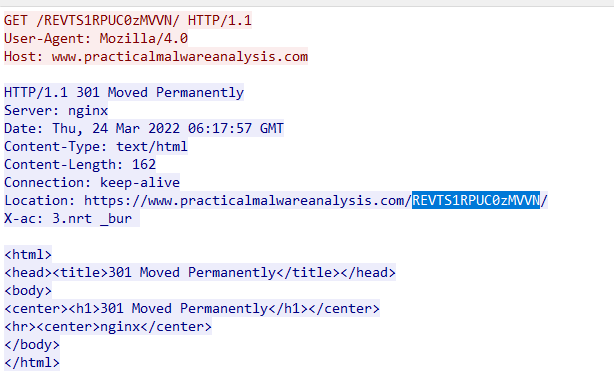 GET /REVTS1RPUC0zMVVN/ HTTP/1.1
User-Agent: Mozilla/4.0
Host: www.practicalmalwareanalysis.com
HTTP/1.1 301 Moved Permanently
Server: nginx
Date: Thu, 24 Mar 2022 06:17:57 GMT
Content-Type: text/html
Content-Length: 162
Connection: keep-alive
Location: https://www.practicalmalwareanalysis.com/REVTS1RPUC0zMVVN/
X-ac: 3.nrt _bur
<html>
<head><title>301 Moved Permanently</title></head>
<body>
<center><h1>301 Moved Permanently</h1></center>
<hr><center>nginx</center>
</body>
</html>